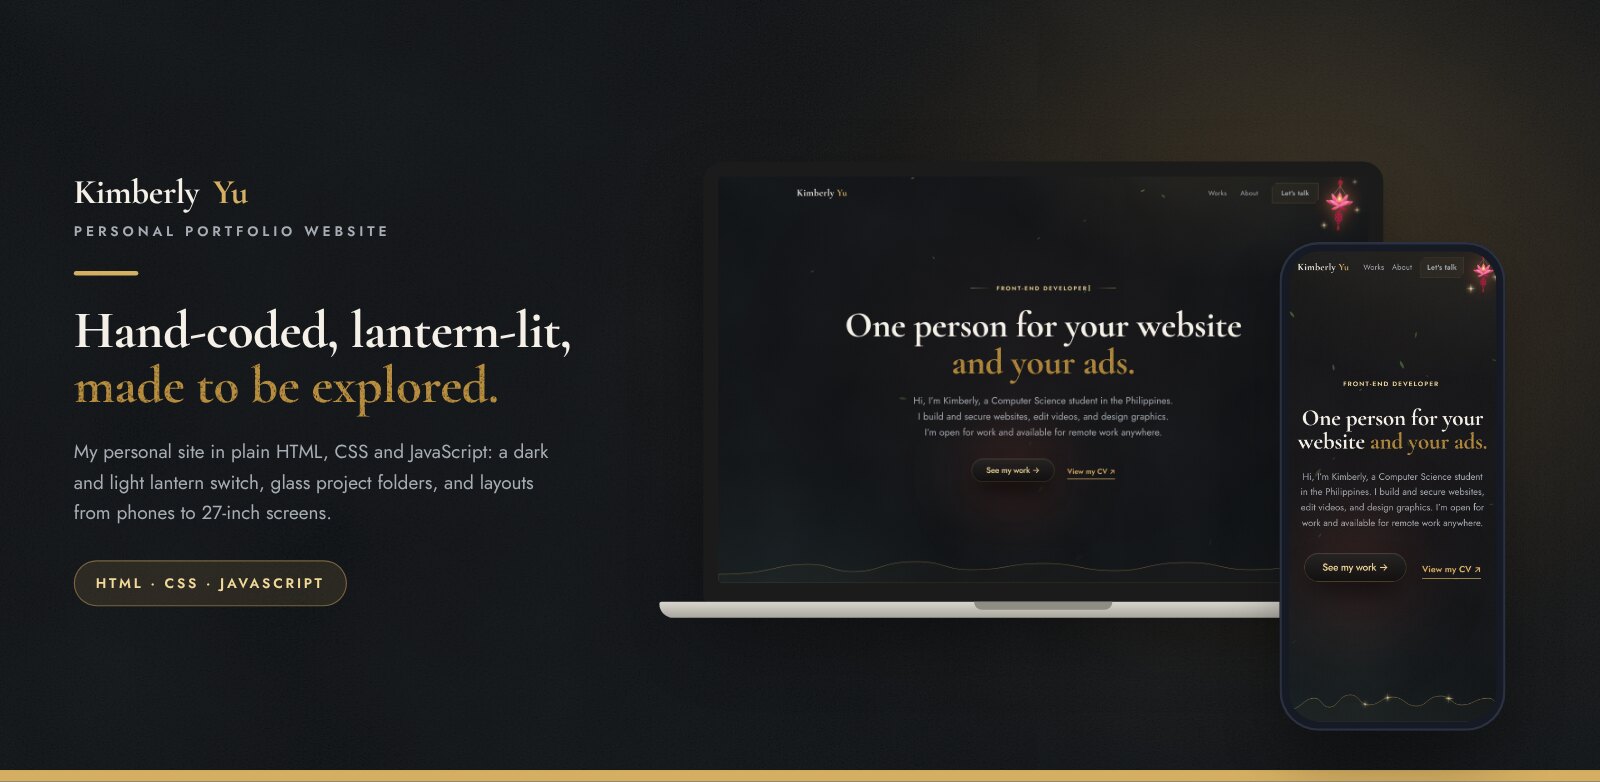 Kimberly Yu
PERSONAL PORTFOLIO WEBSITE
Hand-coded, lantern-lit,
made to be explored.
My personal site in plain HTML, CSS and JavaScript: a dark
and light lantern switch, glass project folders, and layouts
from phones to 27-inch screens.
HTML · CSS · JAVASCRIPT
Kimberly Yu
Works About Let's talk
FRONT-END DEVELOPER|
One person for your website
and your ads.
Hi, I'm Kimberly, a Computer Science student in the Philippines.
I build and secure websites, edit videos, and design graphics.
I'm open for work and available for remote work anywhere.
See my work → View my CV ↗
Kimberly Yu Works About Let's talk
FRONT-END DEVELOPER
One person for your
website and your ads.
Hi, I'm Kimberly, a Computer Science student
in the Philippines. I build and secure websites,
edit videos, and design graphics. I'm open for
work and available for remote work anywhere.
See my work → View my CV ↗